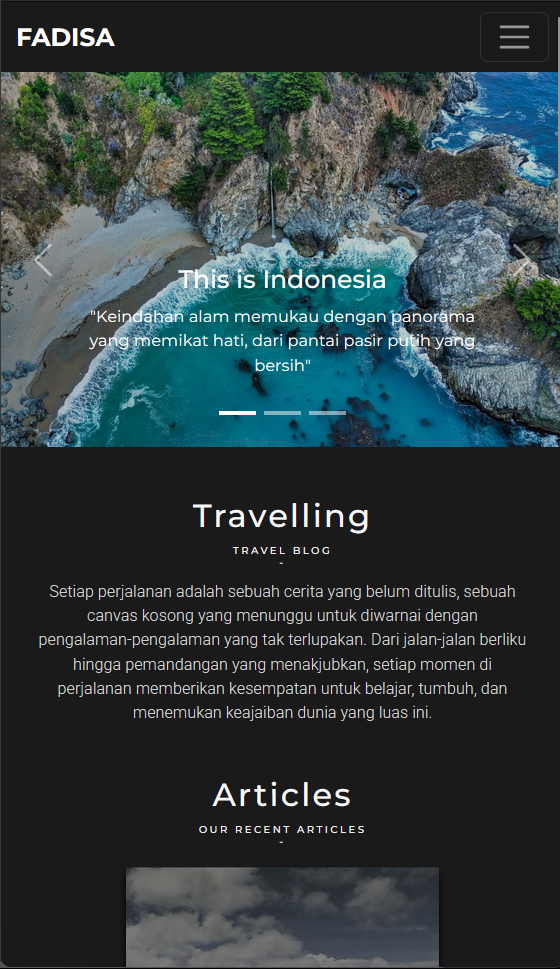 FADISA
This is Indonesia
"Keindahan alam memukau dengan panorama
yang memikat hati, dari pantai pasir putih yang
bersih"
Travelling
TRAVEL BLOG
-
Setiap perjalanan adalah sebuah cerita yang belum ditulis, sebuah
canvas kosong yang menunggu untuk diwarnai dengan
pengalaman-pengalaman yang tak terlupakan. Dari jalan-jalan berliku
hingga pemandangan yang menakjubkan, setiap momen di
perjalanan memberikan kesempatan untuk belajar, tumbuh, dan
menemukan keajaiban dunia yang luas ini.
Articles
OUR RECENT ARTICLES
-